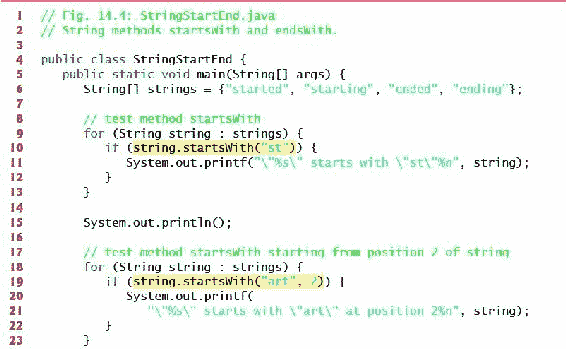 1 // Fig. 14.4: StringStartEnd.java
2 // String methods startsWith and endsWith.
3
4 public class StringStartEnd {
5 public static void main(String[] args) {
6 String[] strings = {"started", "starting", "ended", "ending"};
7
8 // test method startsWith
9 for (String string : strings) {
10 if (string.startsWith("st")) {
11 System.out.printf("\"%s\" starts with \"st\"%n", string);
12 }
13 }
14
15 System.out.println();
16
17 // test method startsWith starting from position 2 of string
18 for (String string : strings) {
19 if (string.startsWith("art", 2)) {
20 System.out.printf(
21 "\"%s\" starts with \"art\" at position 2%n", string);
22 }
23 }